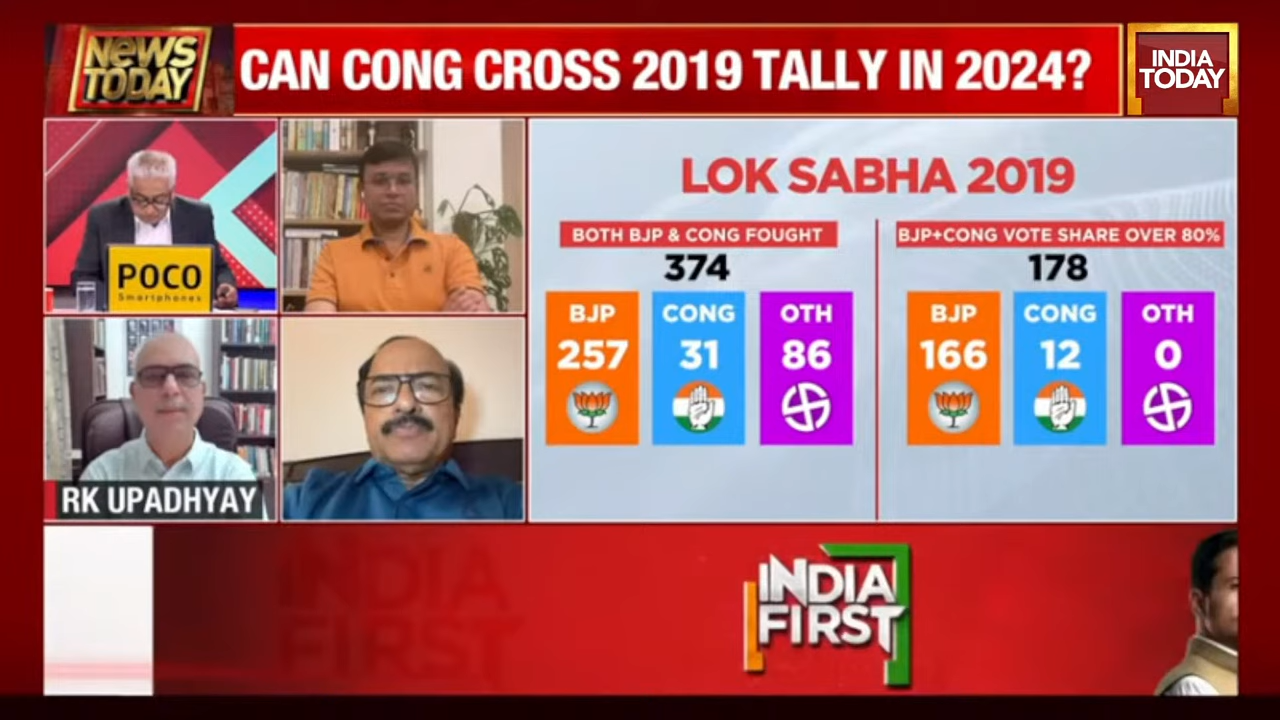 NEWS
TODAY
CAN CONG CROSS 2019 TALLY IN 2024?
INDIA
TODAY
POCO
Smartphones
RK UPADHYAY
LOK SABHA 2019
BOTH BJP & CONG FOUGHT
374
BJP
257
CONG
31
OTH
86
BJP+CONG VOTE SHARE OVER 80%
178
BJP
166
CONG
12
OTH
0
INDIA
FIRST
INDIA
FIRST